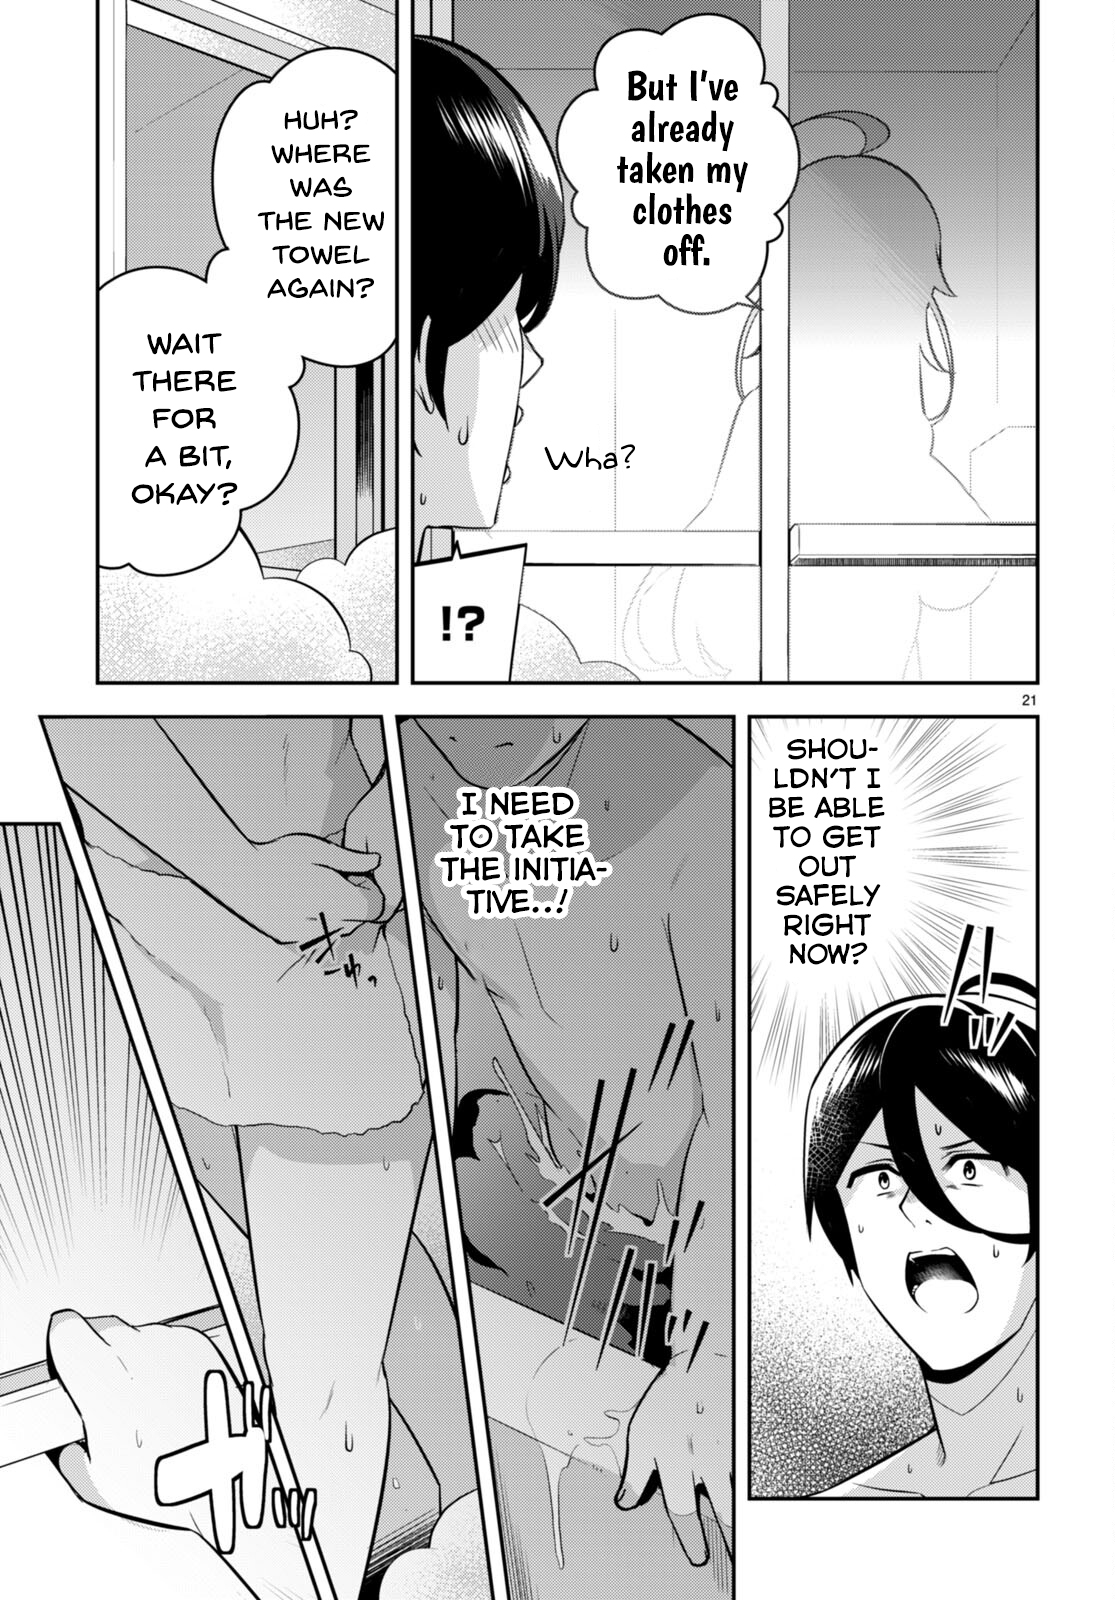 But I've
already
taken my
clothes
off.
Wha?
!?
HUH?
WHERE
WAS
THE NEW
TOWEL
AGAIN?
WAIT
THERE
FOR
A BIT,
OKAY?
21
SHOU-
LDN'T I
BE ABLE
TO GET
OUT
SAFELY
RIGHT
NOW?
I NEED
TO TAKE
THE INITIA-
TIVE..!